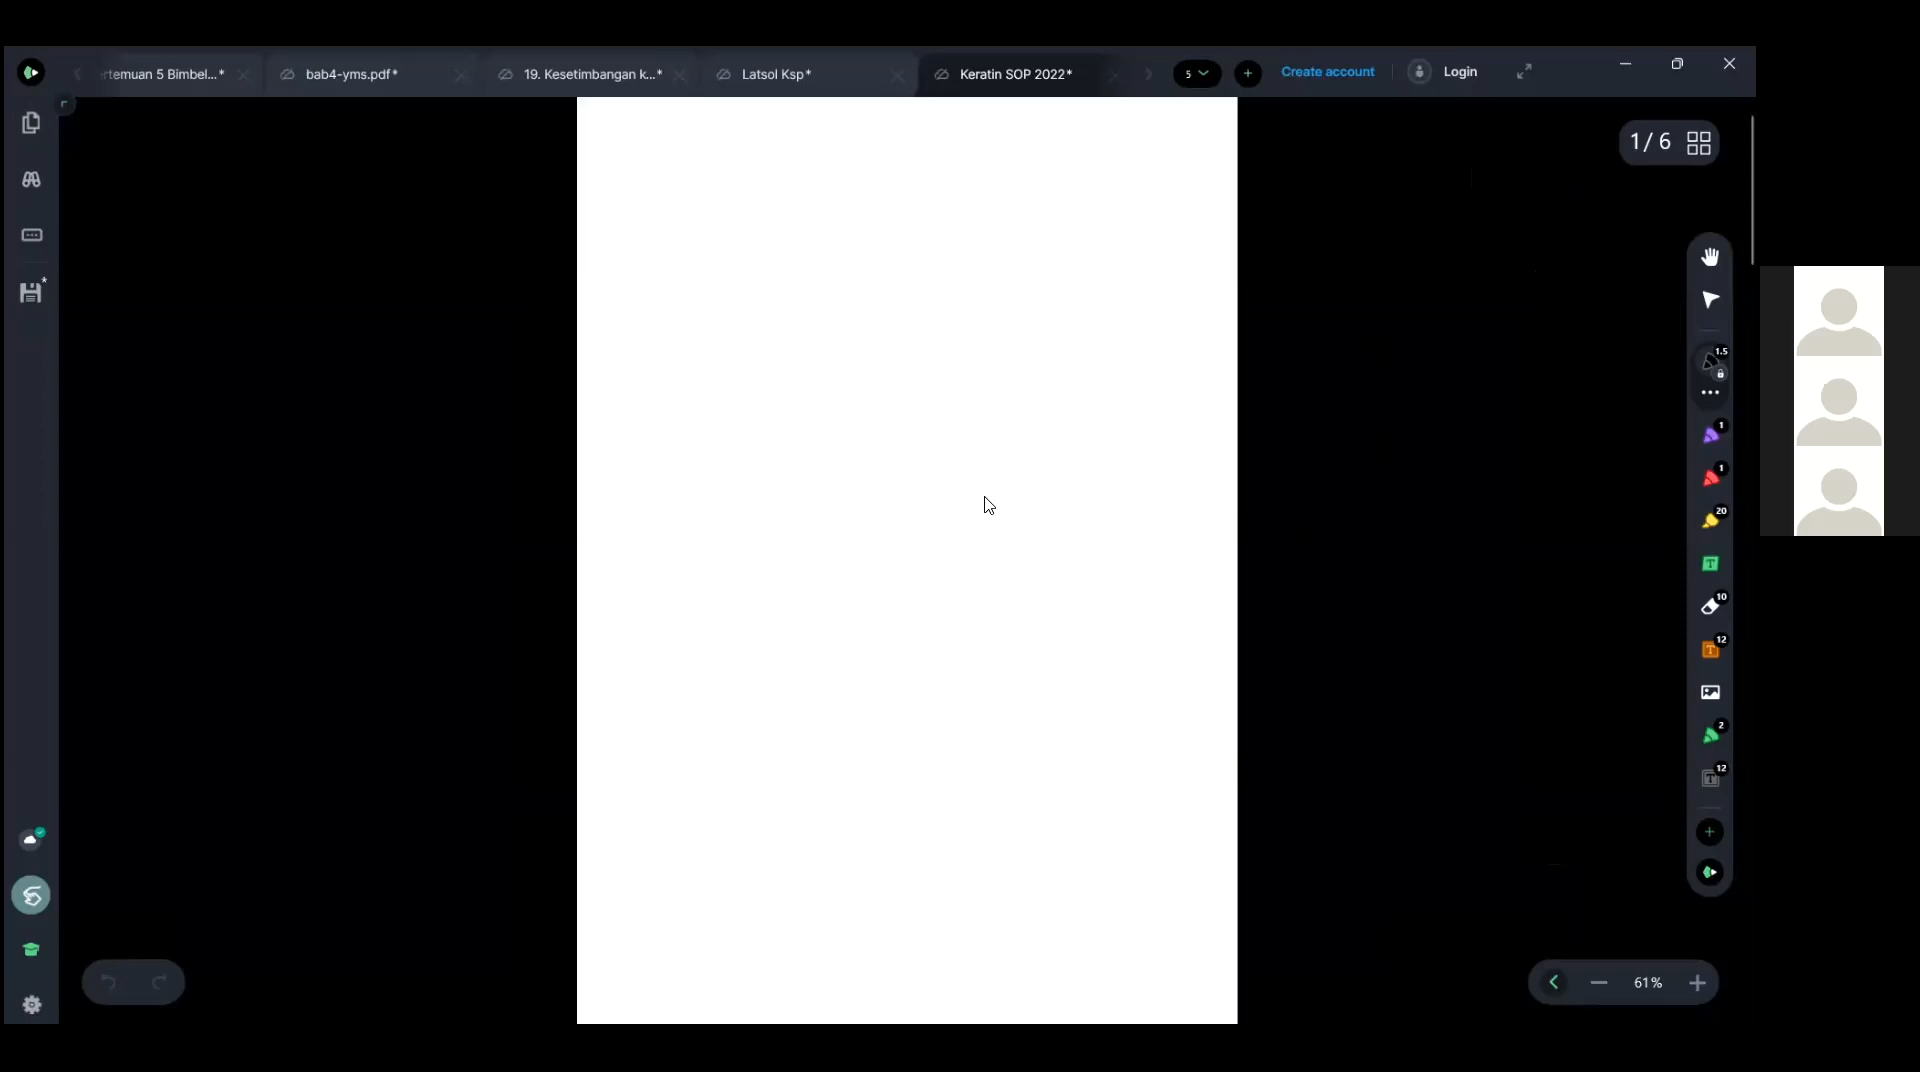 rtemuan 5 Bimbel...*
bab4-yms.pdf*
19. Kesetimbangan k...*
Latsol Ksp*
Keratin SOP 2022*
5
Create account
Login
1/ 6
1.5
1
1
20
T
10
12
T
2
12
T
61%